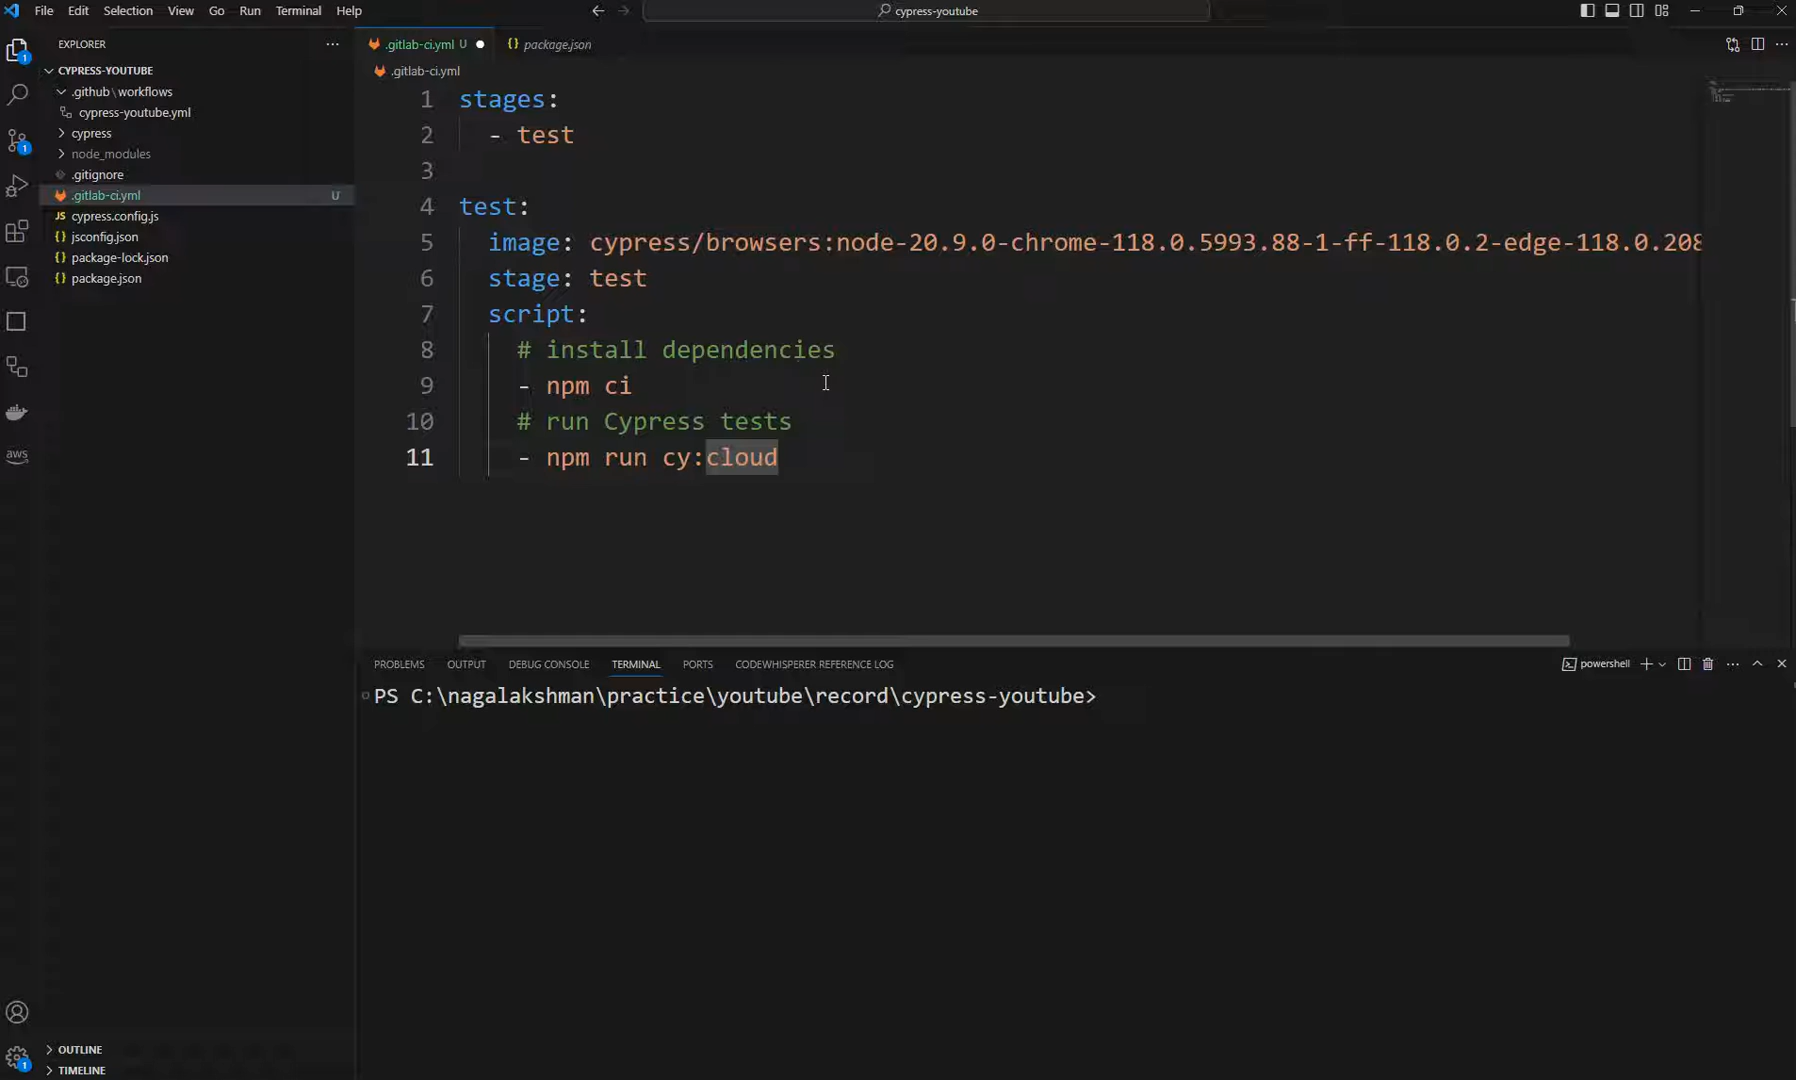 File Edit Selection View Go Run Terminal Help
cypress-youtube
EXPLORER
CYPRESS-YOUTUBE
.github\workflows
cypress-youtube.yml
cypress
node_modules
.gitignore
.gitlab-ci.yml U
cypress.config.js
jsconfig.json
package-lock.json
package.json
OUTLINE
TIMELINE
.gitlab-ci.yml U package.json
.gitlab-ci.yml
1 stages:
2 - test
3
4 test:
5 image: cypress/browsers:node-20.9.0-chrome-118.0.5993.88-1-ff-118.0.2-edge-118.0.208
6 stage: test
7 script:
8 # install dependencies
9 - npm ci
10 # run Cypress tests
11 - npm run cy:cloud
PROBLEMS OUTPUT DEBUG CONSOLE TERMINAL PORTS CODEWHISPERER REFERENCE LOG
powershell
PS C:\nagalakshman\practice\youtube\record\cypress-youtube>
aws
1
1
1
JS